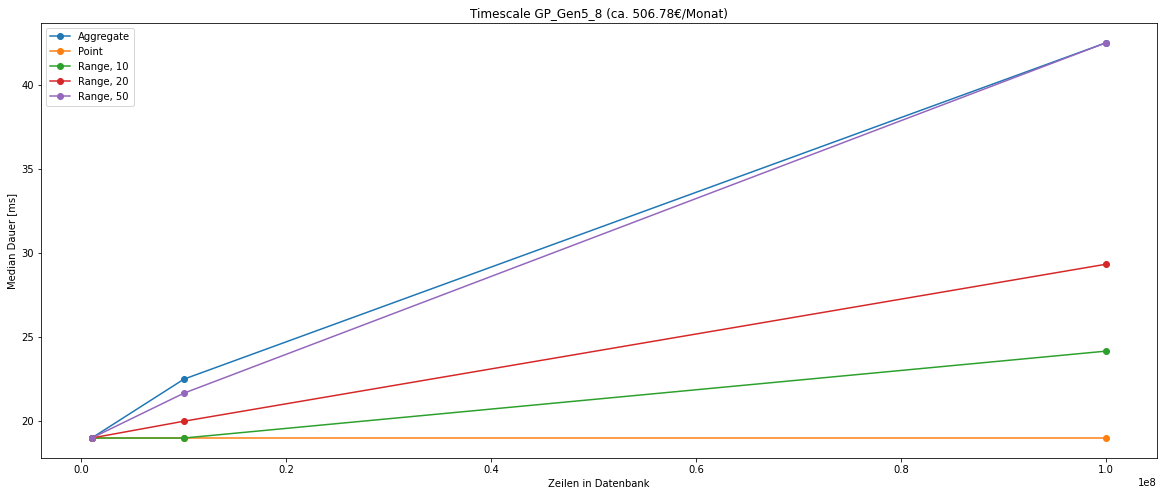 Timescale GP_Gen5_8 (ca. 506.78€/Monat)
Aggregate
Point
Range, 10
Range, 20
Range, 50
Median Dauer [ms]
40
35
30
25
20
0.0 0.2 0.4 0.6 0.8 1.0
1e8
Zeilen in Datenbank